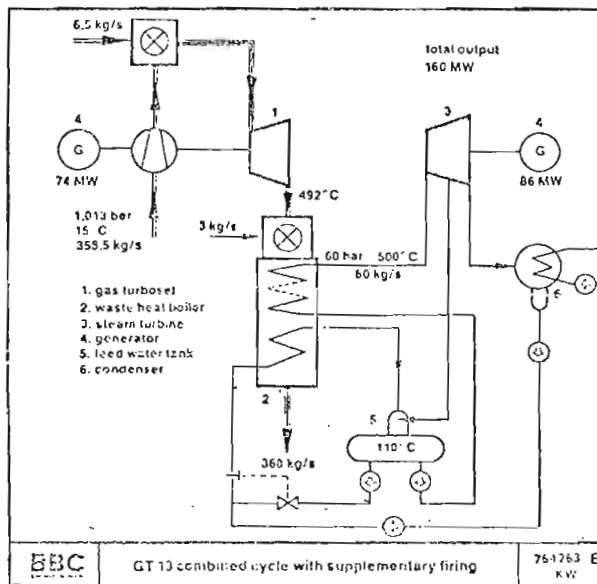 6,5 kg/s
total output
160 MW
4
1
3
4
G
G
74 MW
86 MW
492°C
1,013 bar
15 C
3 kg/s
60 bar 500°C
60 kg/s
6
1. gas turboset
2. waste heat boiler
3. steam turbine
4. generator
5. feed water tank
6. condenser
2
5
110°C
360 kg/s
BBC
GT 13 combined cycle with supplementary firing
E
KW